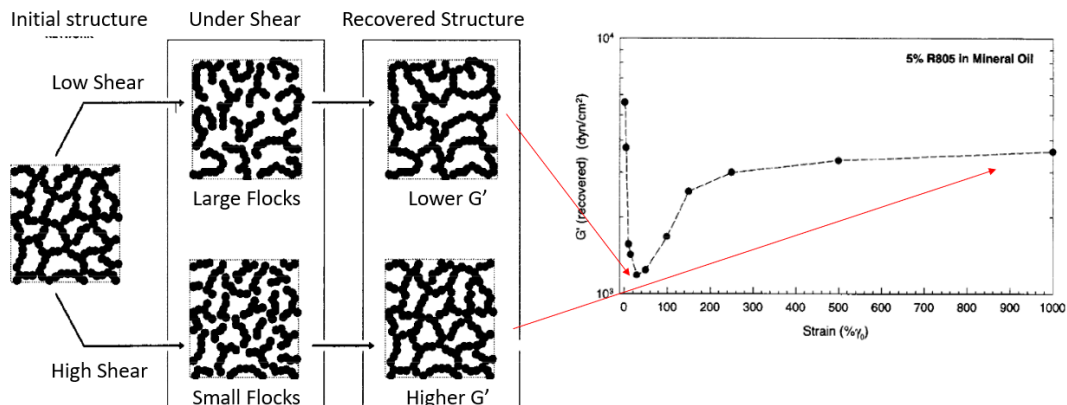 Initial structure
Under Shear
Recovered Structure
NETWORK
Low Shear
Large Flocks
Lower G'
High Shear
Small Flocks
Higher G'
5% R805 in Mineral Oil
G' (recovered) (dyn/cm²)
10⁴
10³
0 100 200 300 400 500 600 700 800 900 1000
Strain (%γ₀)